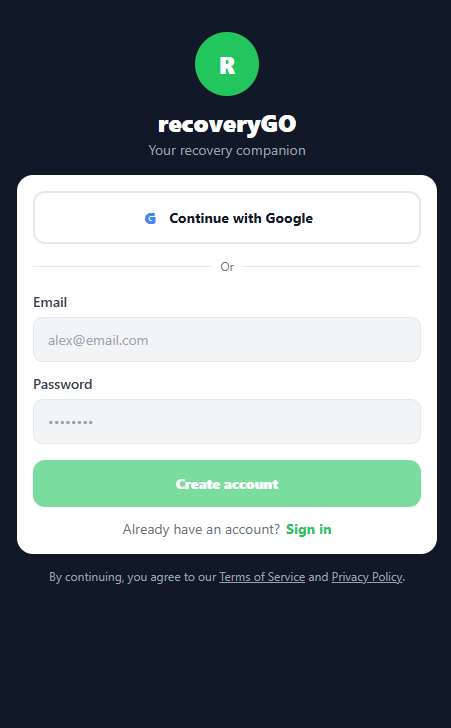 R
recoveryGO
Your recovery companion
G Continue with Google
Or
Email
alex@email.com
Password
••••••••
Create account
Already have an account? Sign in
By continuing, you agree to our Terms of Service and Privacy Policy.